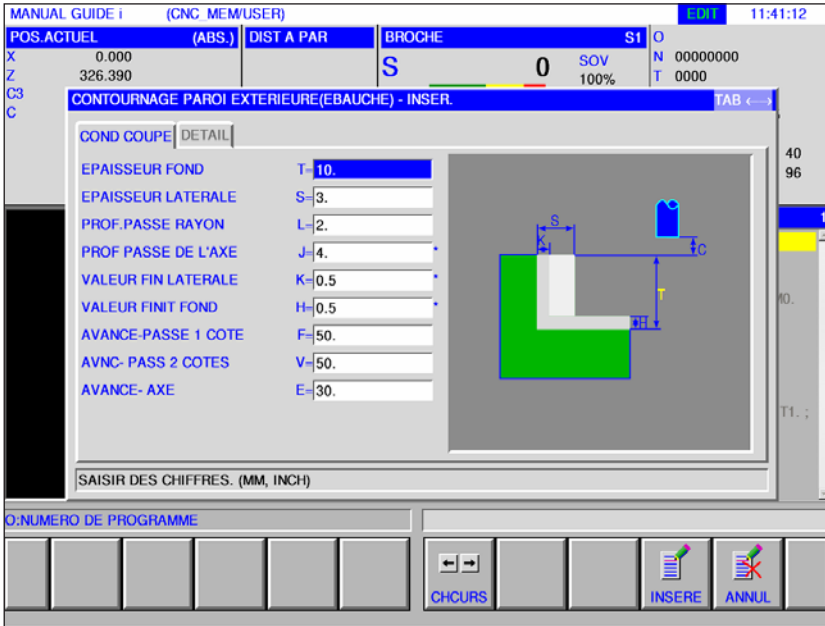 MANUAL GUIDE i (CNC_MEM/USER) EDIT 11:41:12
POS.ACTUEL (ABS.) DIST A PAR BROCHE S1 O
X 0.000 S 0 SOV N 00000000
Z 326.390 100% T 0000
C3
C
CONTOURNAGE PAROI EXTERIEURE(EBAUCHE) - INSER. TAB ←→
COND COUPE DETAIL
EPAISSEUR FOND T=10.
EPAISSEUR LATERALE S=3.
PROF.PASSE RAYON L=2.
PROF PASSE DE L'AXE J=4. *
VALEUR FIN LATERALE K=0.5 *
VALEUR FINIT FOND H=0.5 *
AVANCE-PASSE 1 COTE F=50.
AVNC- PASS 2 COTES V=50.
AVANCE- AXE E=30.
S
K
C
T
H
40
96
1
M0.
T1. ;
SAISIR DES CHIFFRES. (MM, INCH)
O:NUMERO DE PROGRAMME
CHCURS INSERE ANNUL